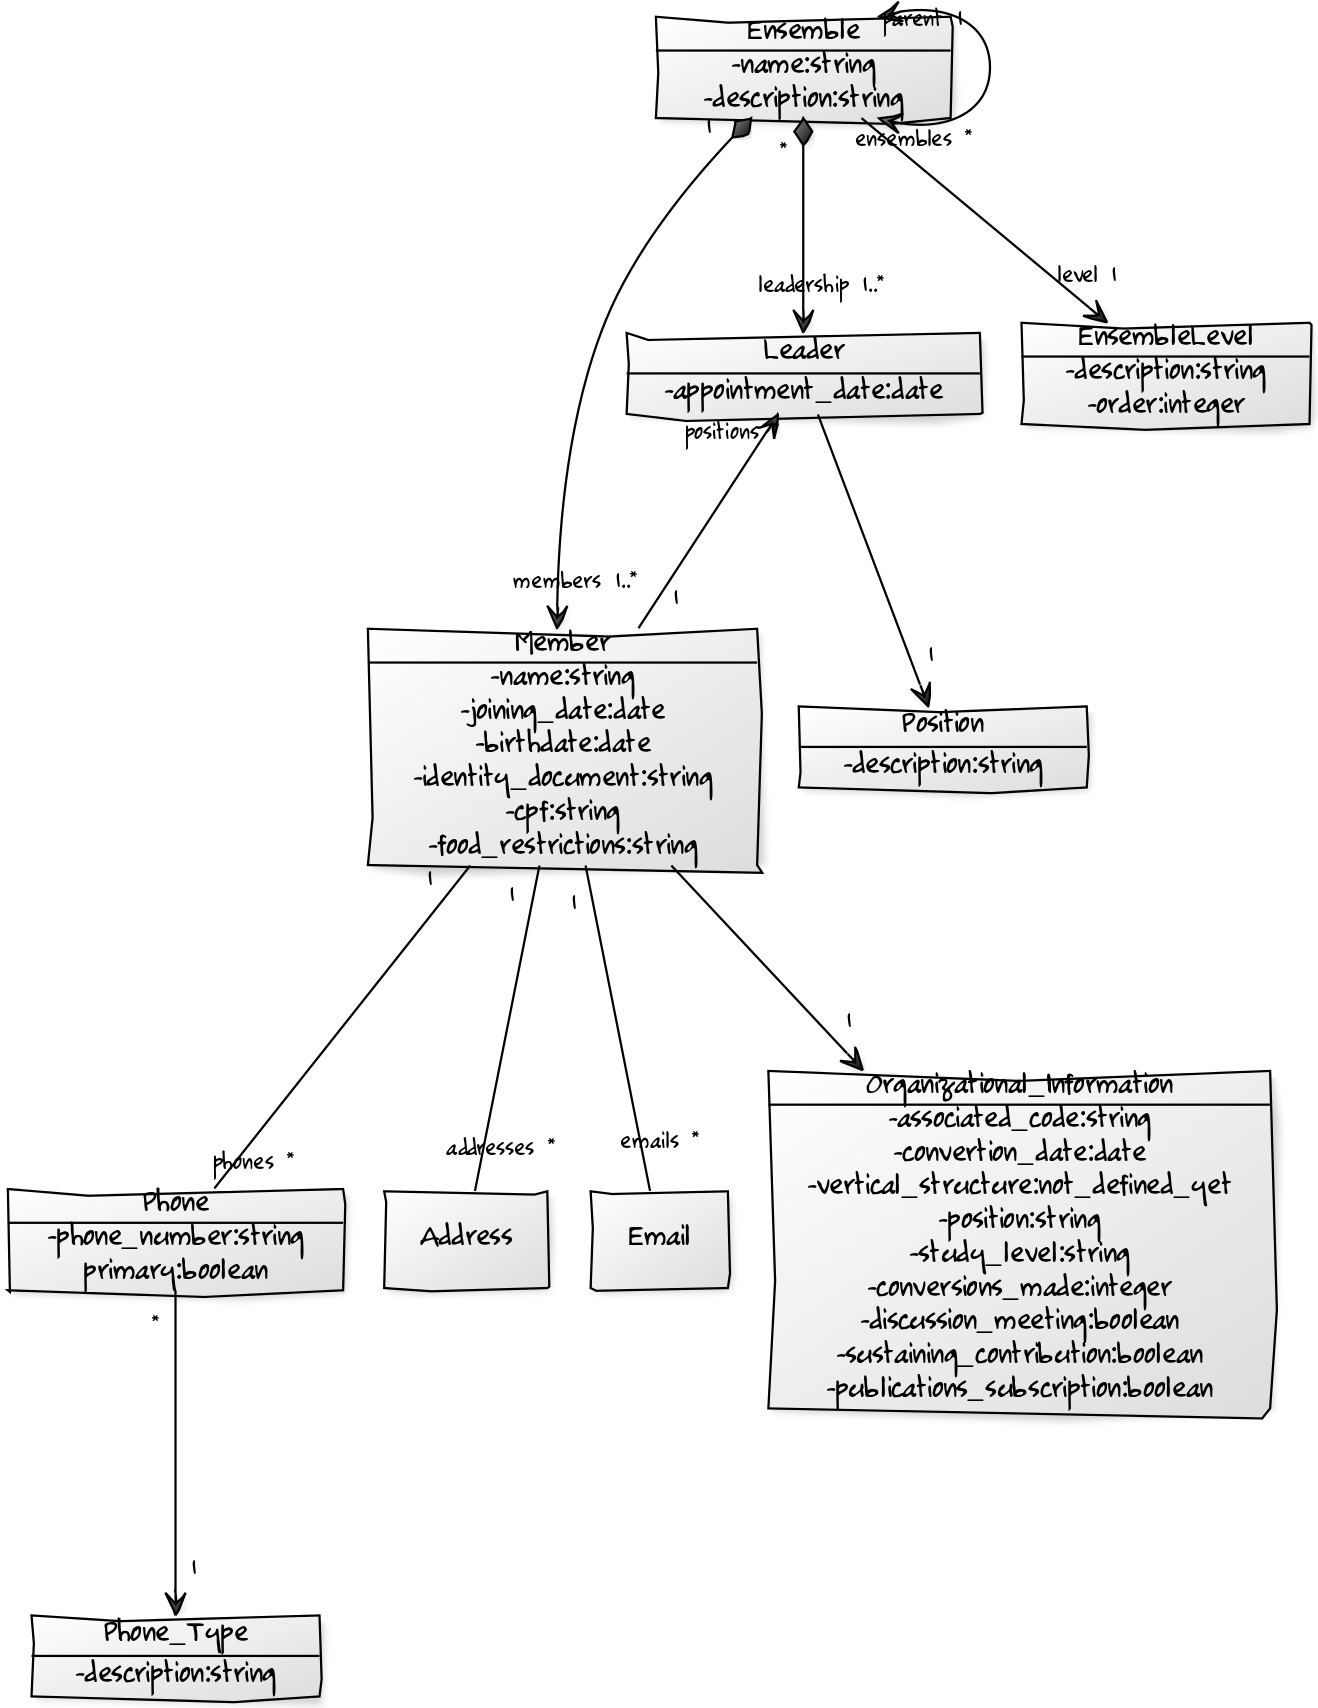 Ensemble
parent 1
-name:string
-description:string
1
*
ensembles *
leadership 1..*
level 1
Leader
-appointment_date:date
EnsembleLevel
-description:string
-order:integer
positions
members 1..*
1
1
Member
-name:string
-joining_date:date
-birthdate:date
-identity_document:string
-cpf:string
-food_restrictions:string
Position
-description:string
1
1
1
1
phones *
addresses *
emails *
Organizational_Information
-associated_code:string
-convertion_date:date
-vertical_structure:not_defined_yet
-position:string
-study_level:string
-conversions_made:integer
-discussion_meeting:boolean
-sustaining_contribution:boolean
-publications_subscription:boolean
Phone
-phone_number:string
primary:boolean
Address
Email
*
1
Phone_Type
-description:string